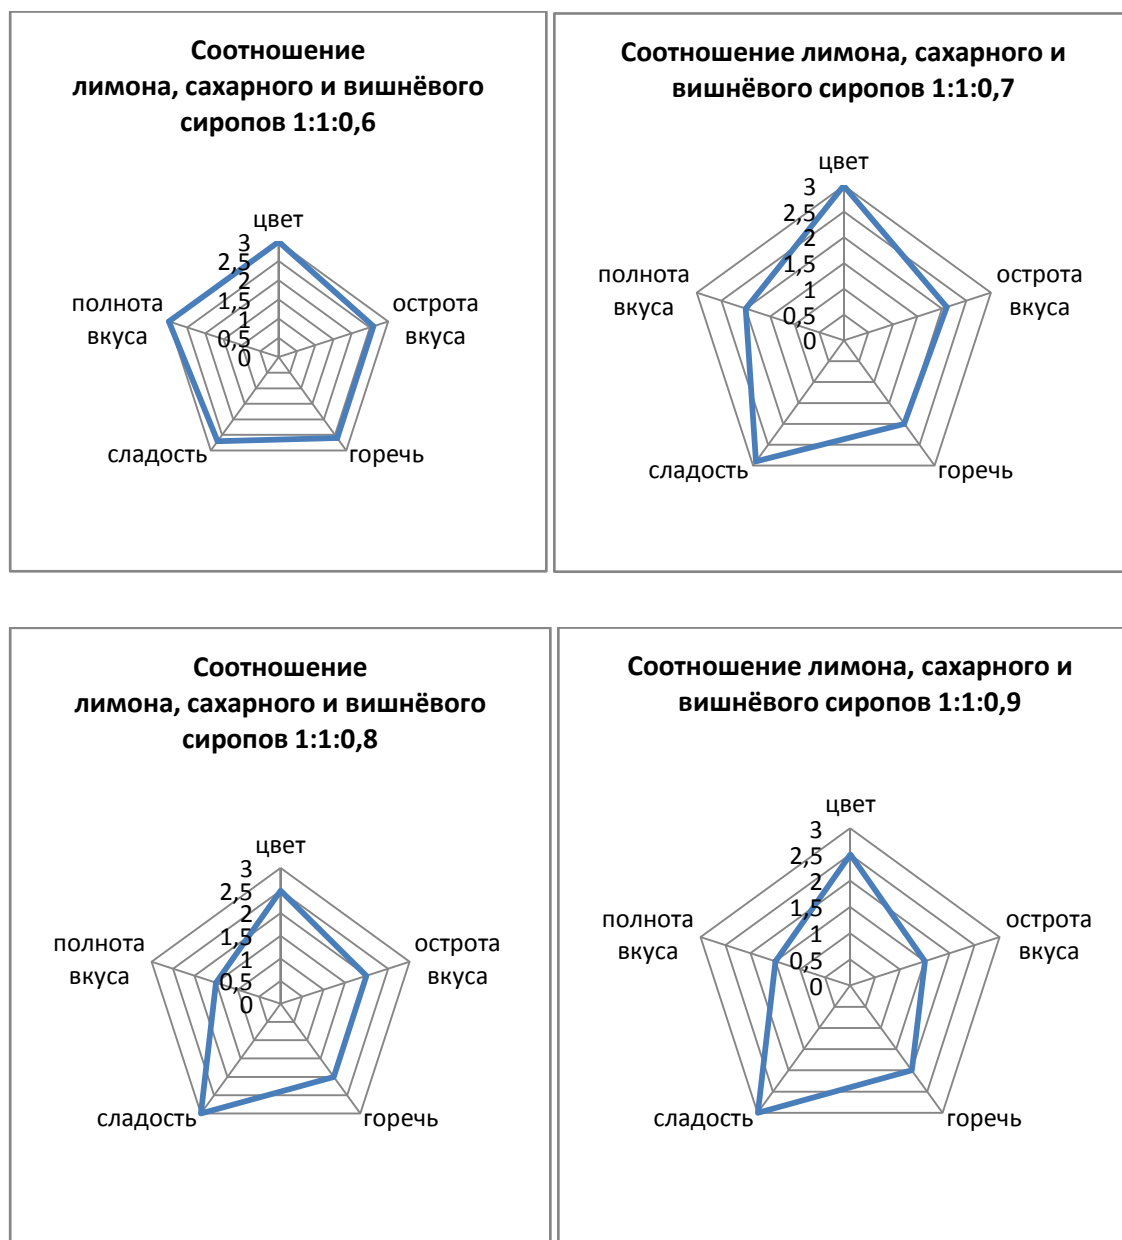 Соотношение
лимона, сахарного и вишнёвого
сиропов 1:1:0,6
цвет
3
2,5
2
1,5
1
0,5
0
острота
вкуса
горечь
сладость
полнота
вкуса
Соотношение лимона, сахарного и
вишнёвого сиропов 1:1:0,7
цвет
3
2,5
2
1,5
1
0,5
0
острота
вкуса
горечь
сладость
полнота
вкуса
Соотношение
лимона, сахарного и вишнёвого
сиропов 1:1:0,8
цвет
3
2,5
2
1,5
1
0,5
0
острота
вкуса
горечь
сладость
полнота
вкуса
Соотношение лимона, сахарного и
вишнёвого сиропов 1:1:0,9
цвет
3
2,5
2
1,5
1
0,5
0
острота
вкуса
горечь
сладость
полнота
вкуса